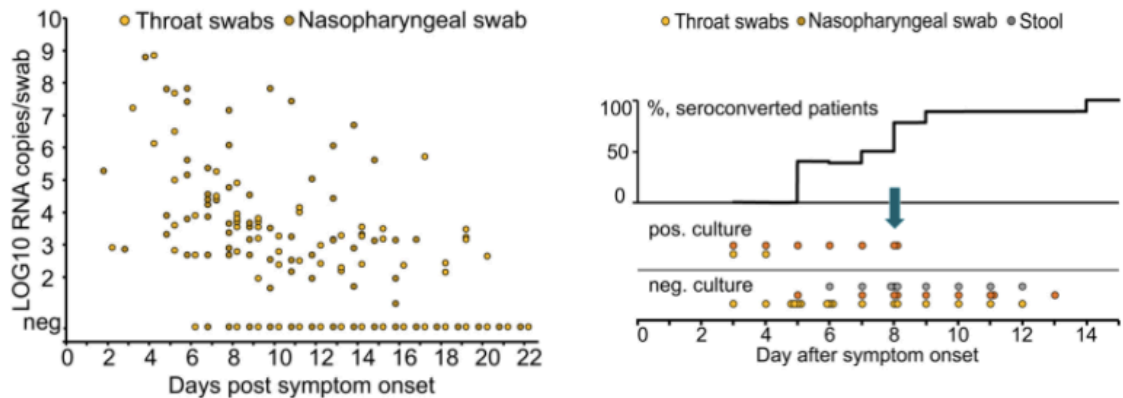 Throat swabs Nasopharyngeal swab
LOG10 RNA copies/swab
10
9
8
7
6
5
4
3
2
neg.
0 2 4 6 8 10 12 14 16 18 20 22
Days post symptom onset
Throat swabs Nasopharyngeal swab Stool
%, seroconverted patients
100
50
0
pos. culture
neg. culture
0 2 4 6 8 10 12 14
Day after symptom onset